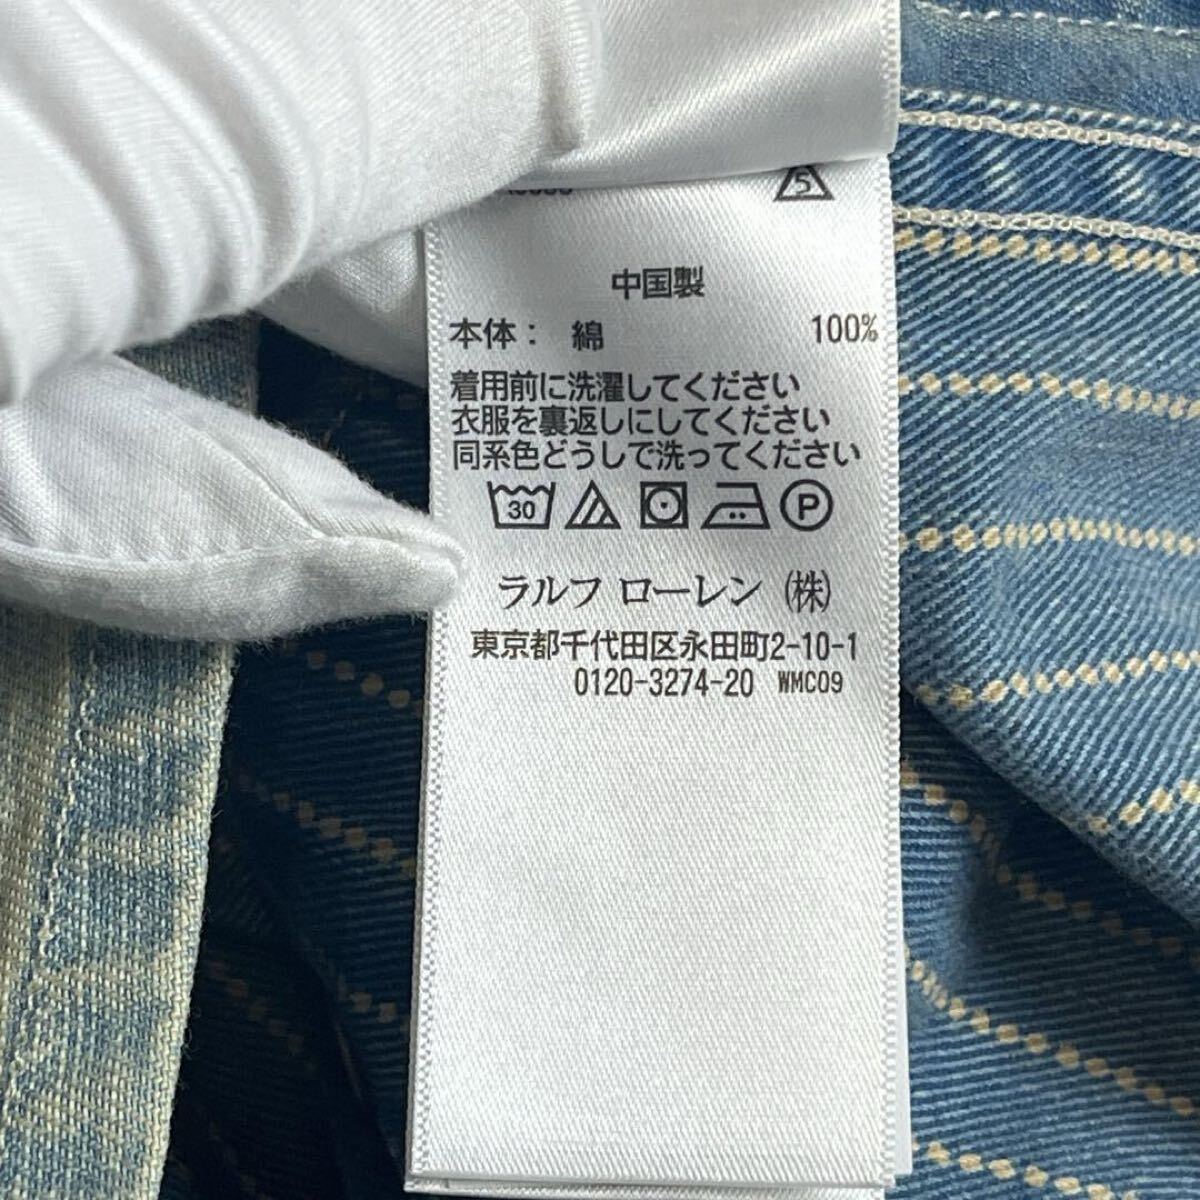 5
中国製
本体： 綿 100%
着用前に洗濯してください
衣服を裏返しにしてください
同系色どうしで洗ってください
30 P
ラルフ ローレン (株)
東京都千代田区永田町2-10-1
0120-3274-20 WMC09